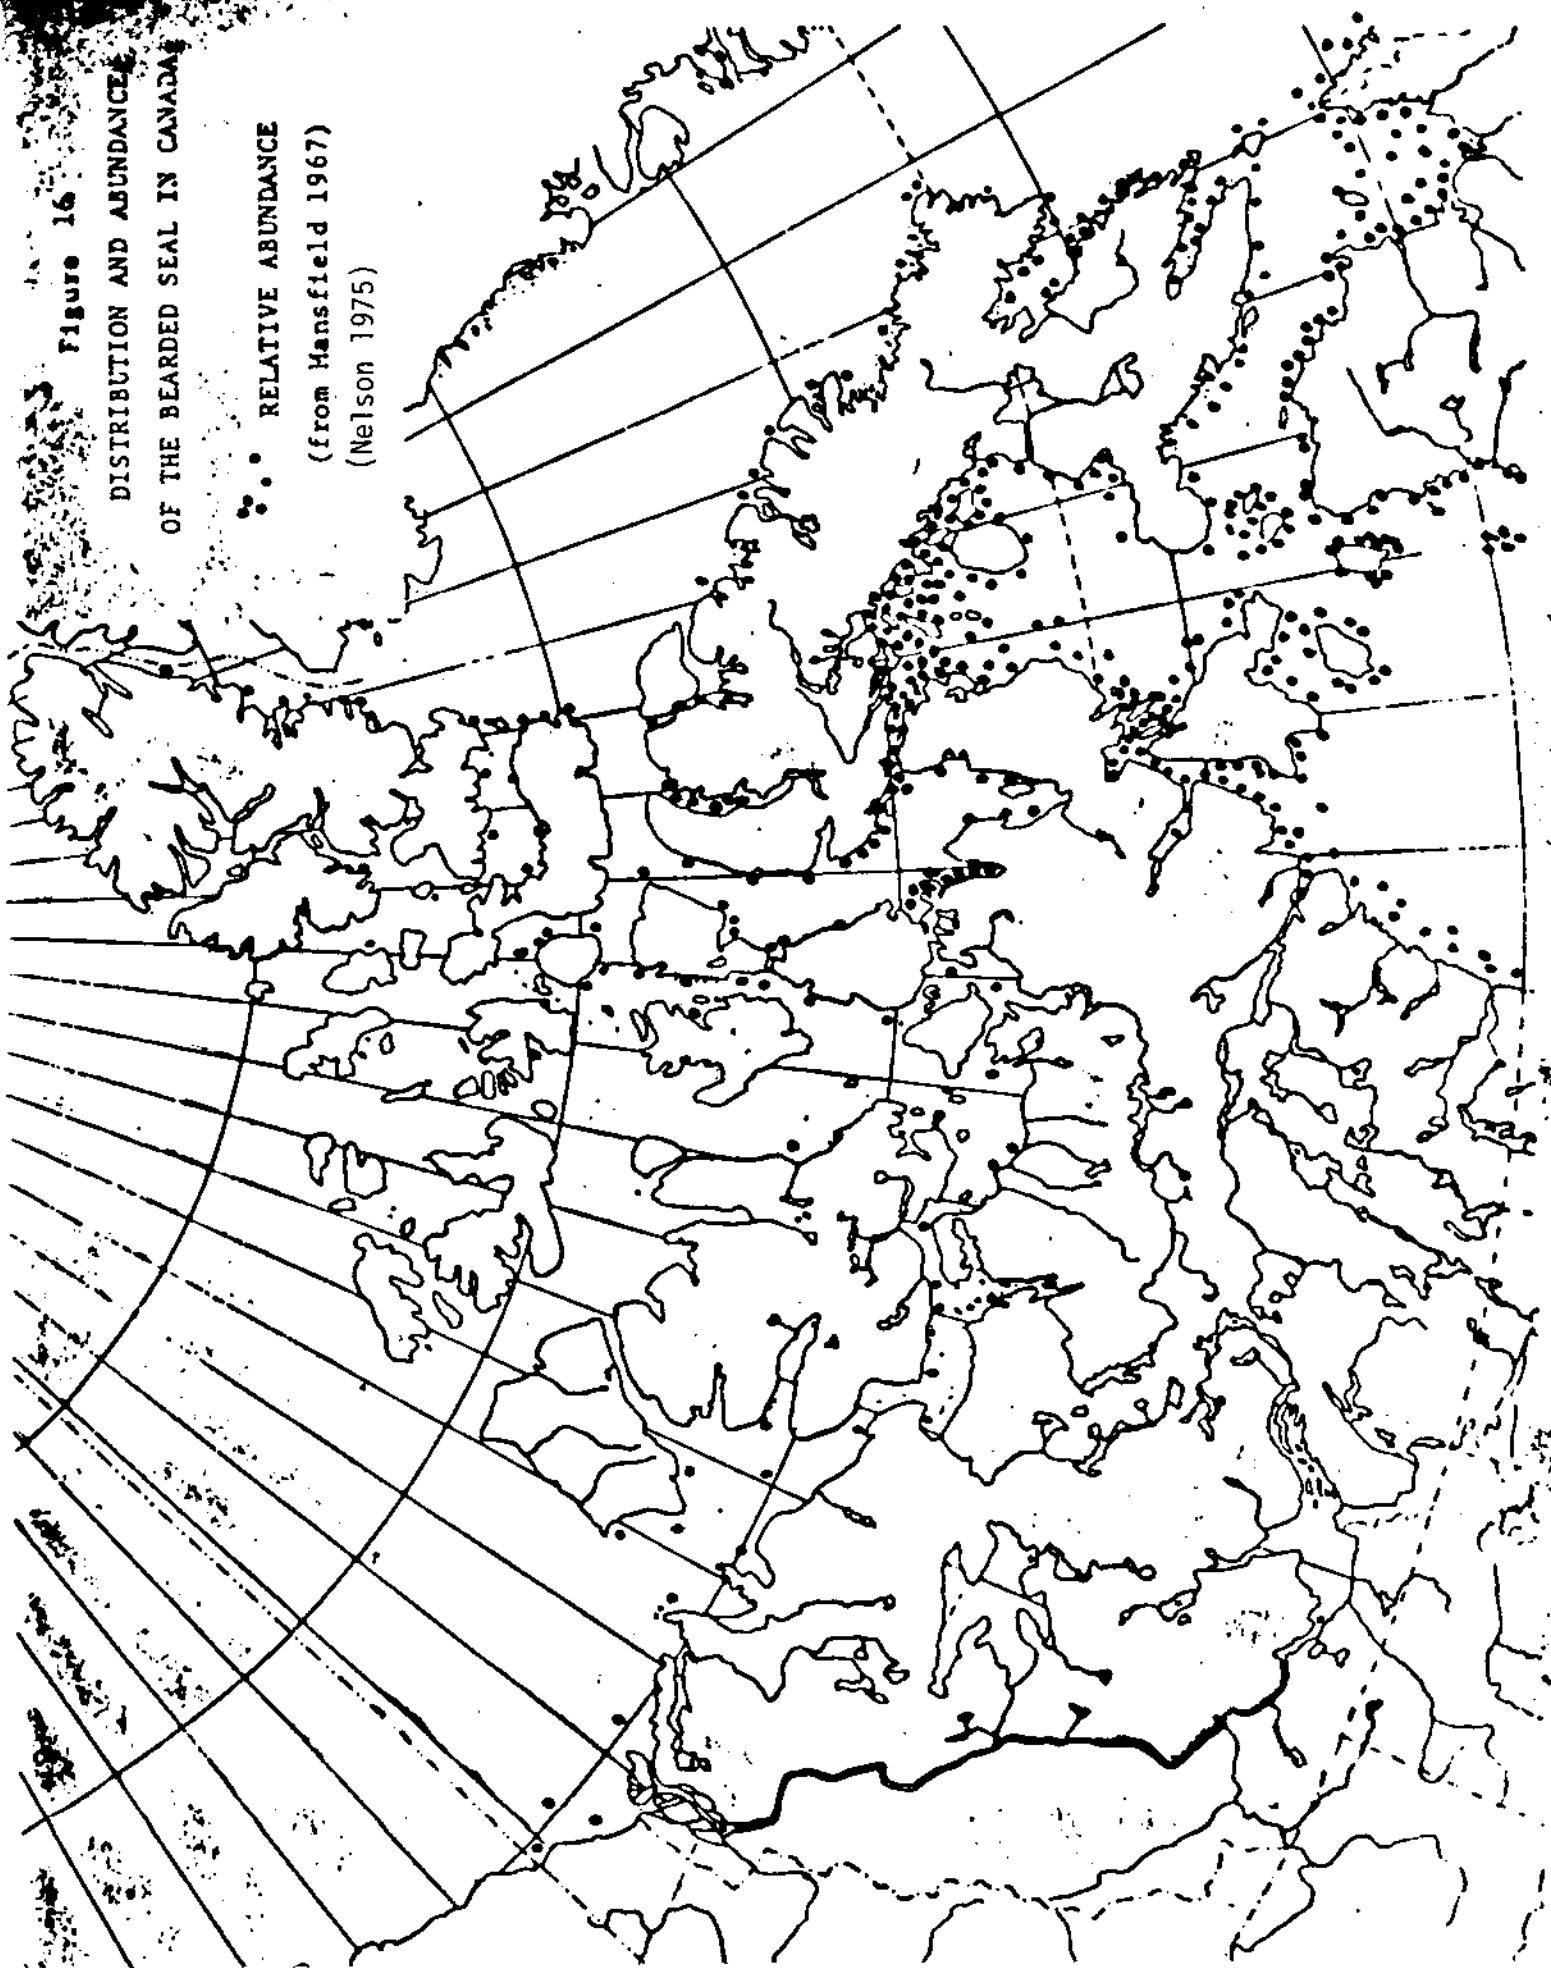 Figure 16
DISTRIBUTION AND ABUNDANCE
OF THE BEARDED SEAL IN CANADA
RELATIVE ABUNDANCE
(from Mansfield 1967)
(Nelson 1975)